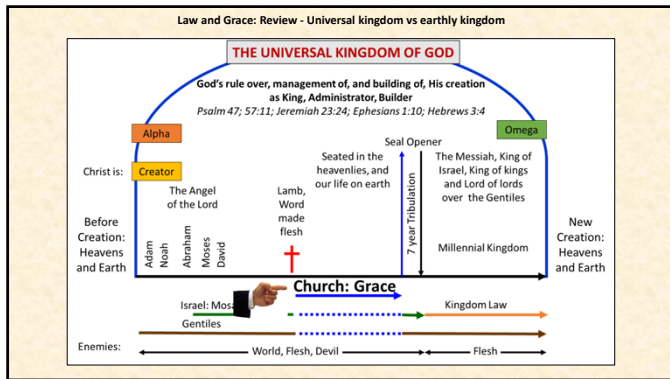 Law and Grace: Review - Universal kingdom vs earthly kingdom
THE UNIVERSAL KINGDOM OF GOD
God's rule over, management of, and building of, His creation
as King, Administrator, Builder
Psalm 47; 57:11; Jeremiah 23:24; Ephesians 1:10; Hebrews 3:4
Alpha
Omega
Christ is:
Creator
The Angel
of the Lord
Lamb,
Word
made
flesh
Seated in the
heavenlies, and
our life on earth
Seal Opener
7 year Tribulation
The Messiah, King of
Israel, King of kings
and Lord of lords
over the Gentiles
Millennial Kingdom
Before
Creation:
Heavens
and Earth
Adam
Noah
Abraham
Moses
David
New
Creation:
Heavens
and Earth
Church: Grace
Israel: Mosa
Kingdom Law
Gentiles
Enemies:
World, Flesh, Devil
Flesh